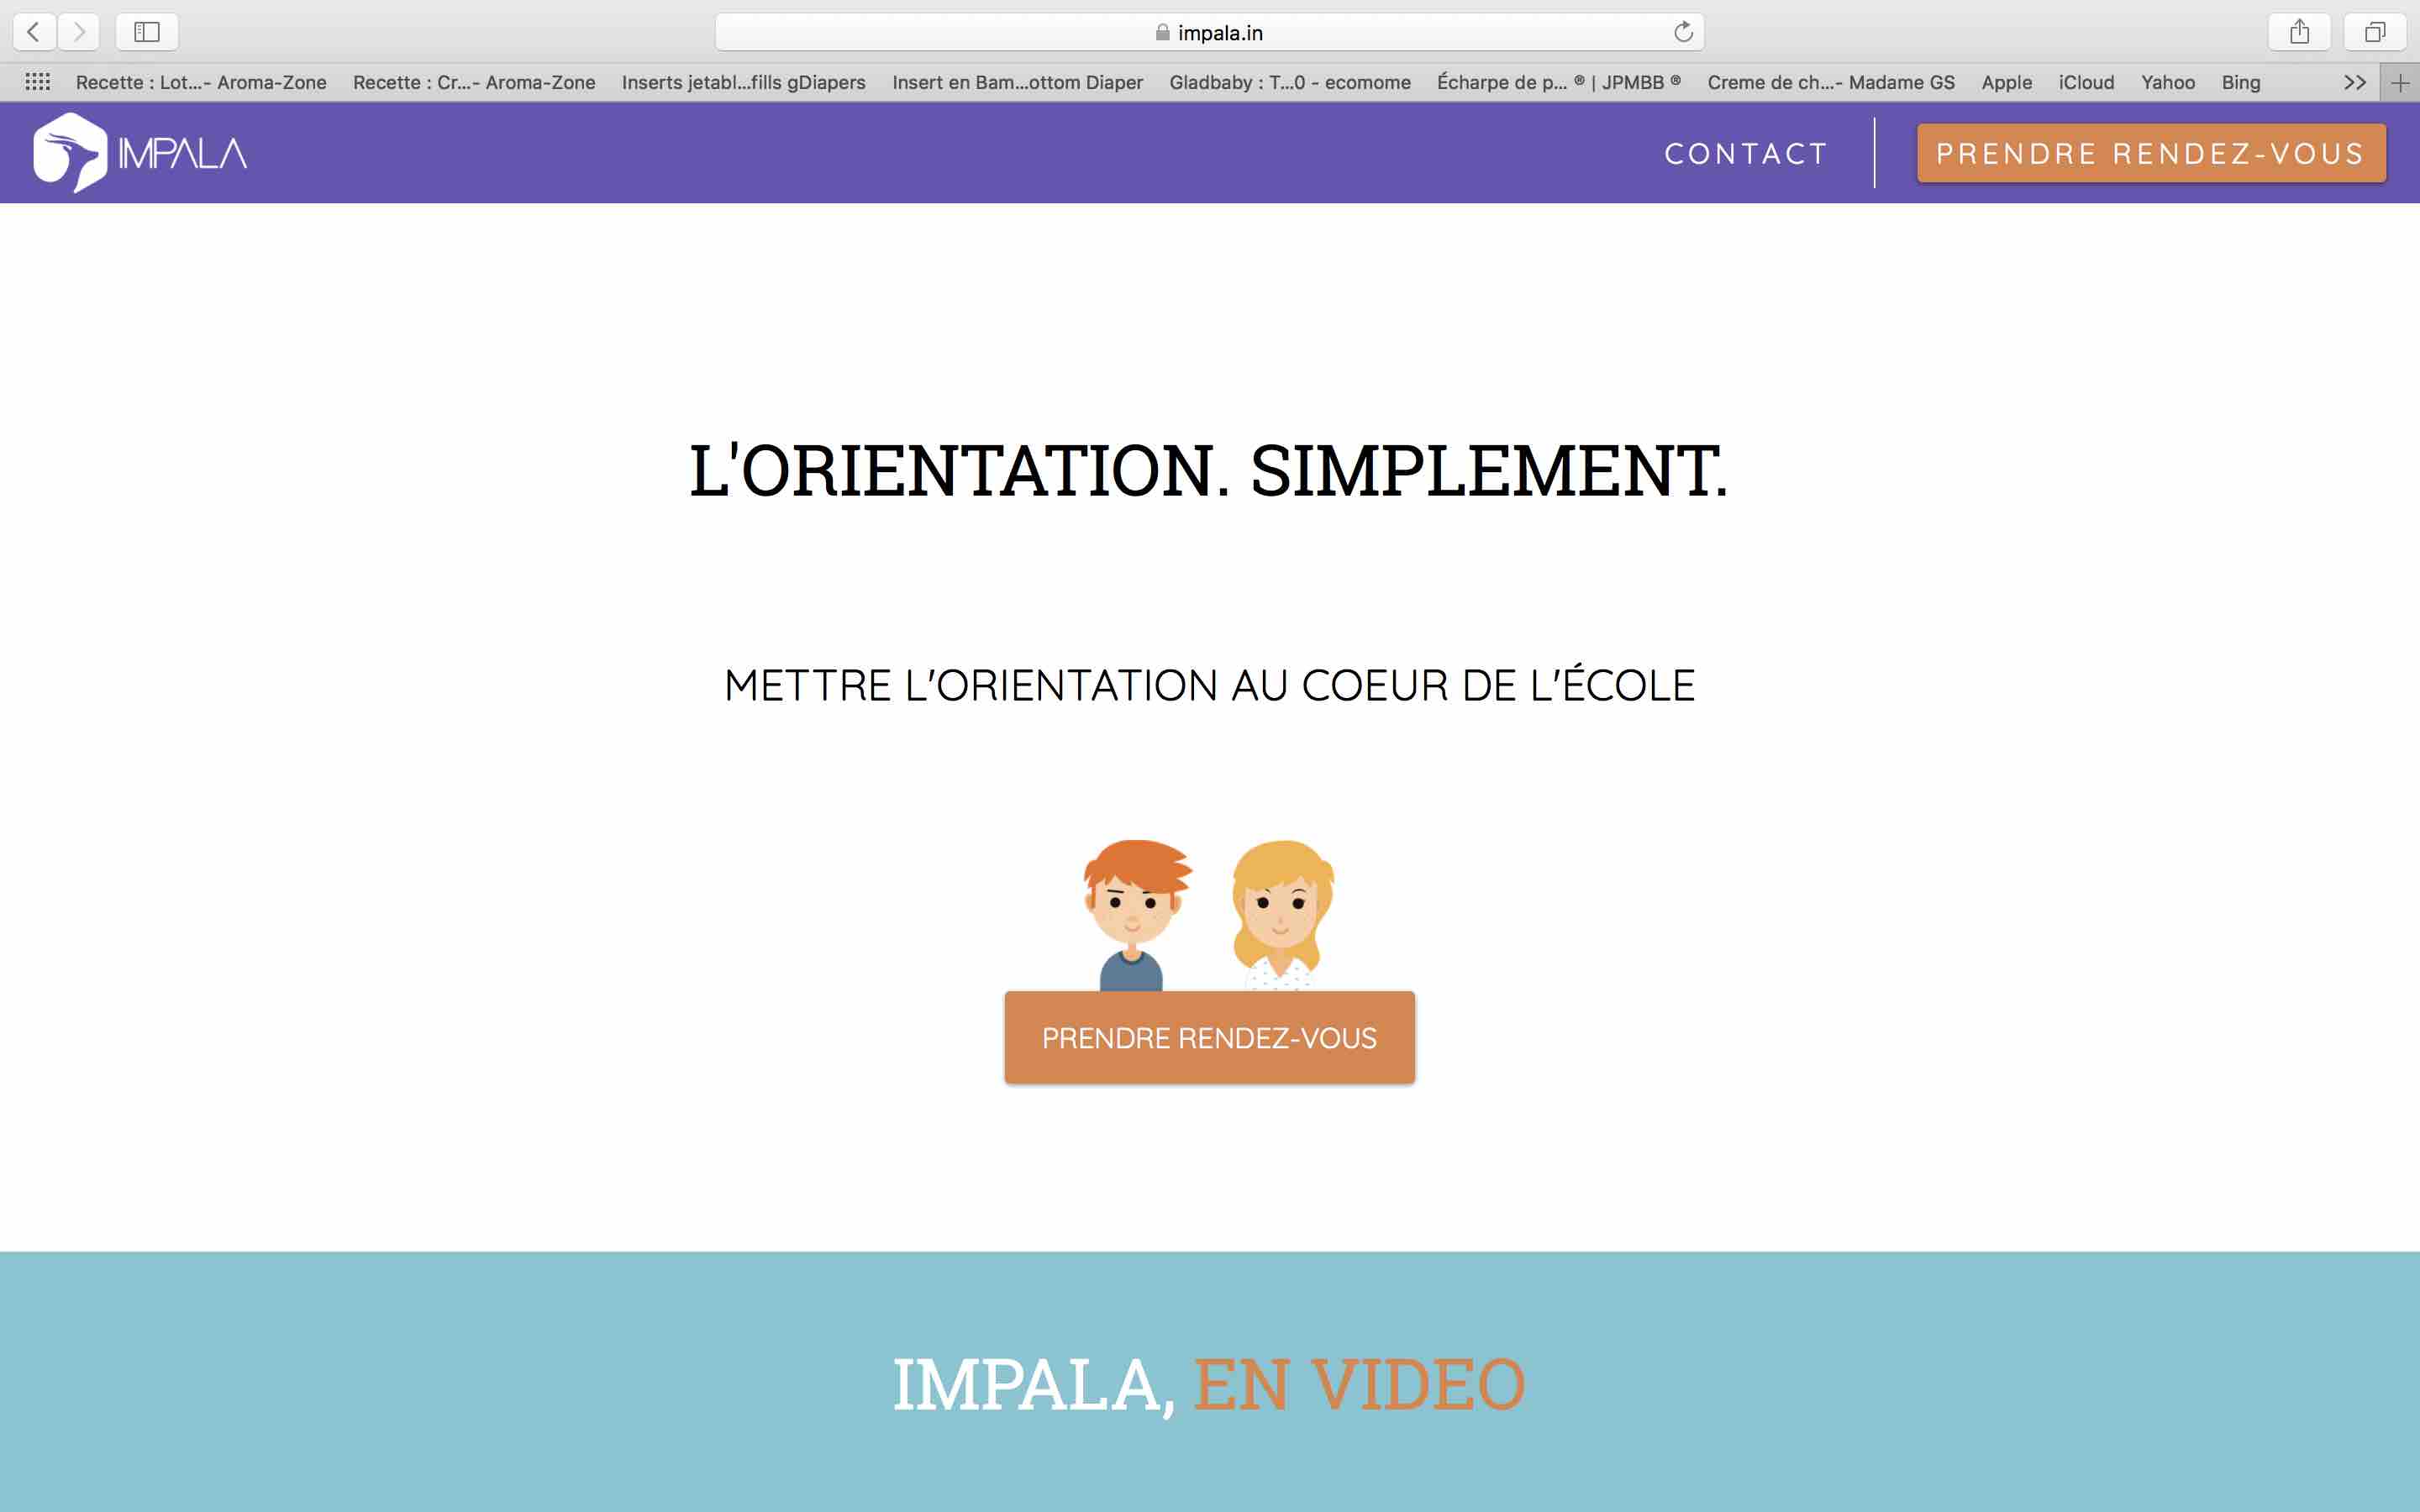 impala.in
Recette : Lot...- Aroma-Zone Recette : Cr...- Aroma-Zone Inserts jetabl...fills gDiapers Insert en Bam...ottom Diaper Gladbaby : T...0 - ecomome Écharpe de p... ® | JPMBB ® Creme de ch...- Madame GS Apple iCloud Yahoo Bing
IMPALA CONTACT PRENDRE RENDEZ-VOUS
L'ORIENTATION. SIMPLEMENT.
METTRE L'ORIENTATION AU COEUR DE L'ÉCOLE
PRENDRE RENDEZ-VOUS
IMPALA, EN VIDEO